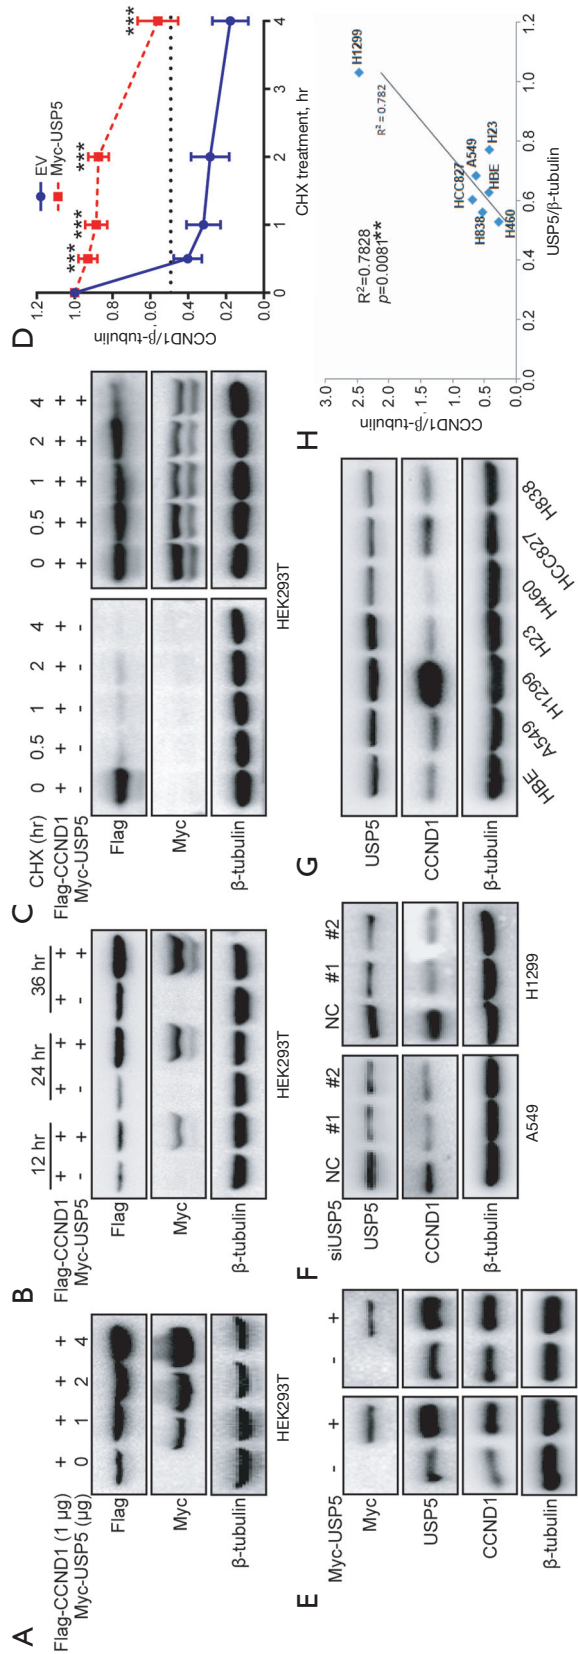 A
Flag-CCND1 (1 µg) + + + +
Myc-USP5 (µg) 0 1 2 4
Flag
Myc
β-tubulin
HEK293T
B
12 hr 24 hr 36 hr
Flag-CCND1 + + + + + +
Myc-USP5 - + - + - +
Flag
Myc
β-tubulin
HEK293T
C
CHX (hr) 0 0.5 1 2 4 0 0.5 1 2 4
Flag-CCND1 + + + + + + + + + +
Myc-USP5 - - - - - + + + + +
Flag
Myc
β-tubulin
HEK293T
D
EV
Myc-USP5
CCND1/β-tubulin
1.2
1.0
0.8
0.6
0.4
0.2
0.0
*** *** *** ***
0 1 2 3 4
CHX treatment, hr
E
Myc-USP5 - + - +
Myc
USP5
CCND1
β-tubulin
F
siUSP5 NC #1 #2 NC #1 #2
USP5
CCND1
β-tubulin
A549 H1299
G
USP5
CCND1
β-tubulin
HBE A549 H1299 H23 H460 HCC827 H838
H
CCND1/β-tubulin
3.0
2.5
2.0
1.5
1.0
0.5
0.0
R²=0.7828
p=0.0081**
R² = 0.782
H1299
HCC827
A549
H838
HBE
H23
H460
0.0 0.2 0.4 0.6 0.8 1.0 1.2
USP5/β-tubulin